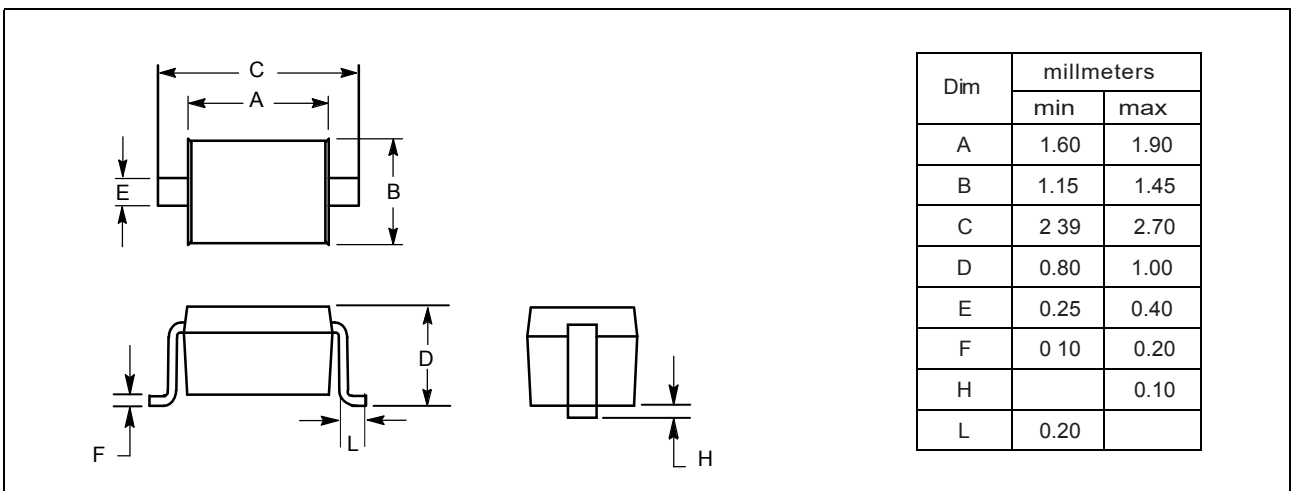 C
A
E
B
D
F
L
H
Dim millmeters
min max
A 1.60 1.90
B 1.15 1.45
C 2 39 2.70
D 0.80 1.00
E 0.25 0.40
F 0 10 0.20
H 0.10
L 0.20